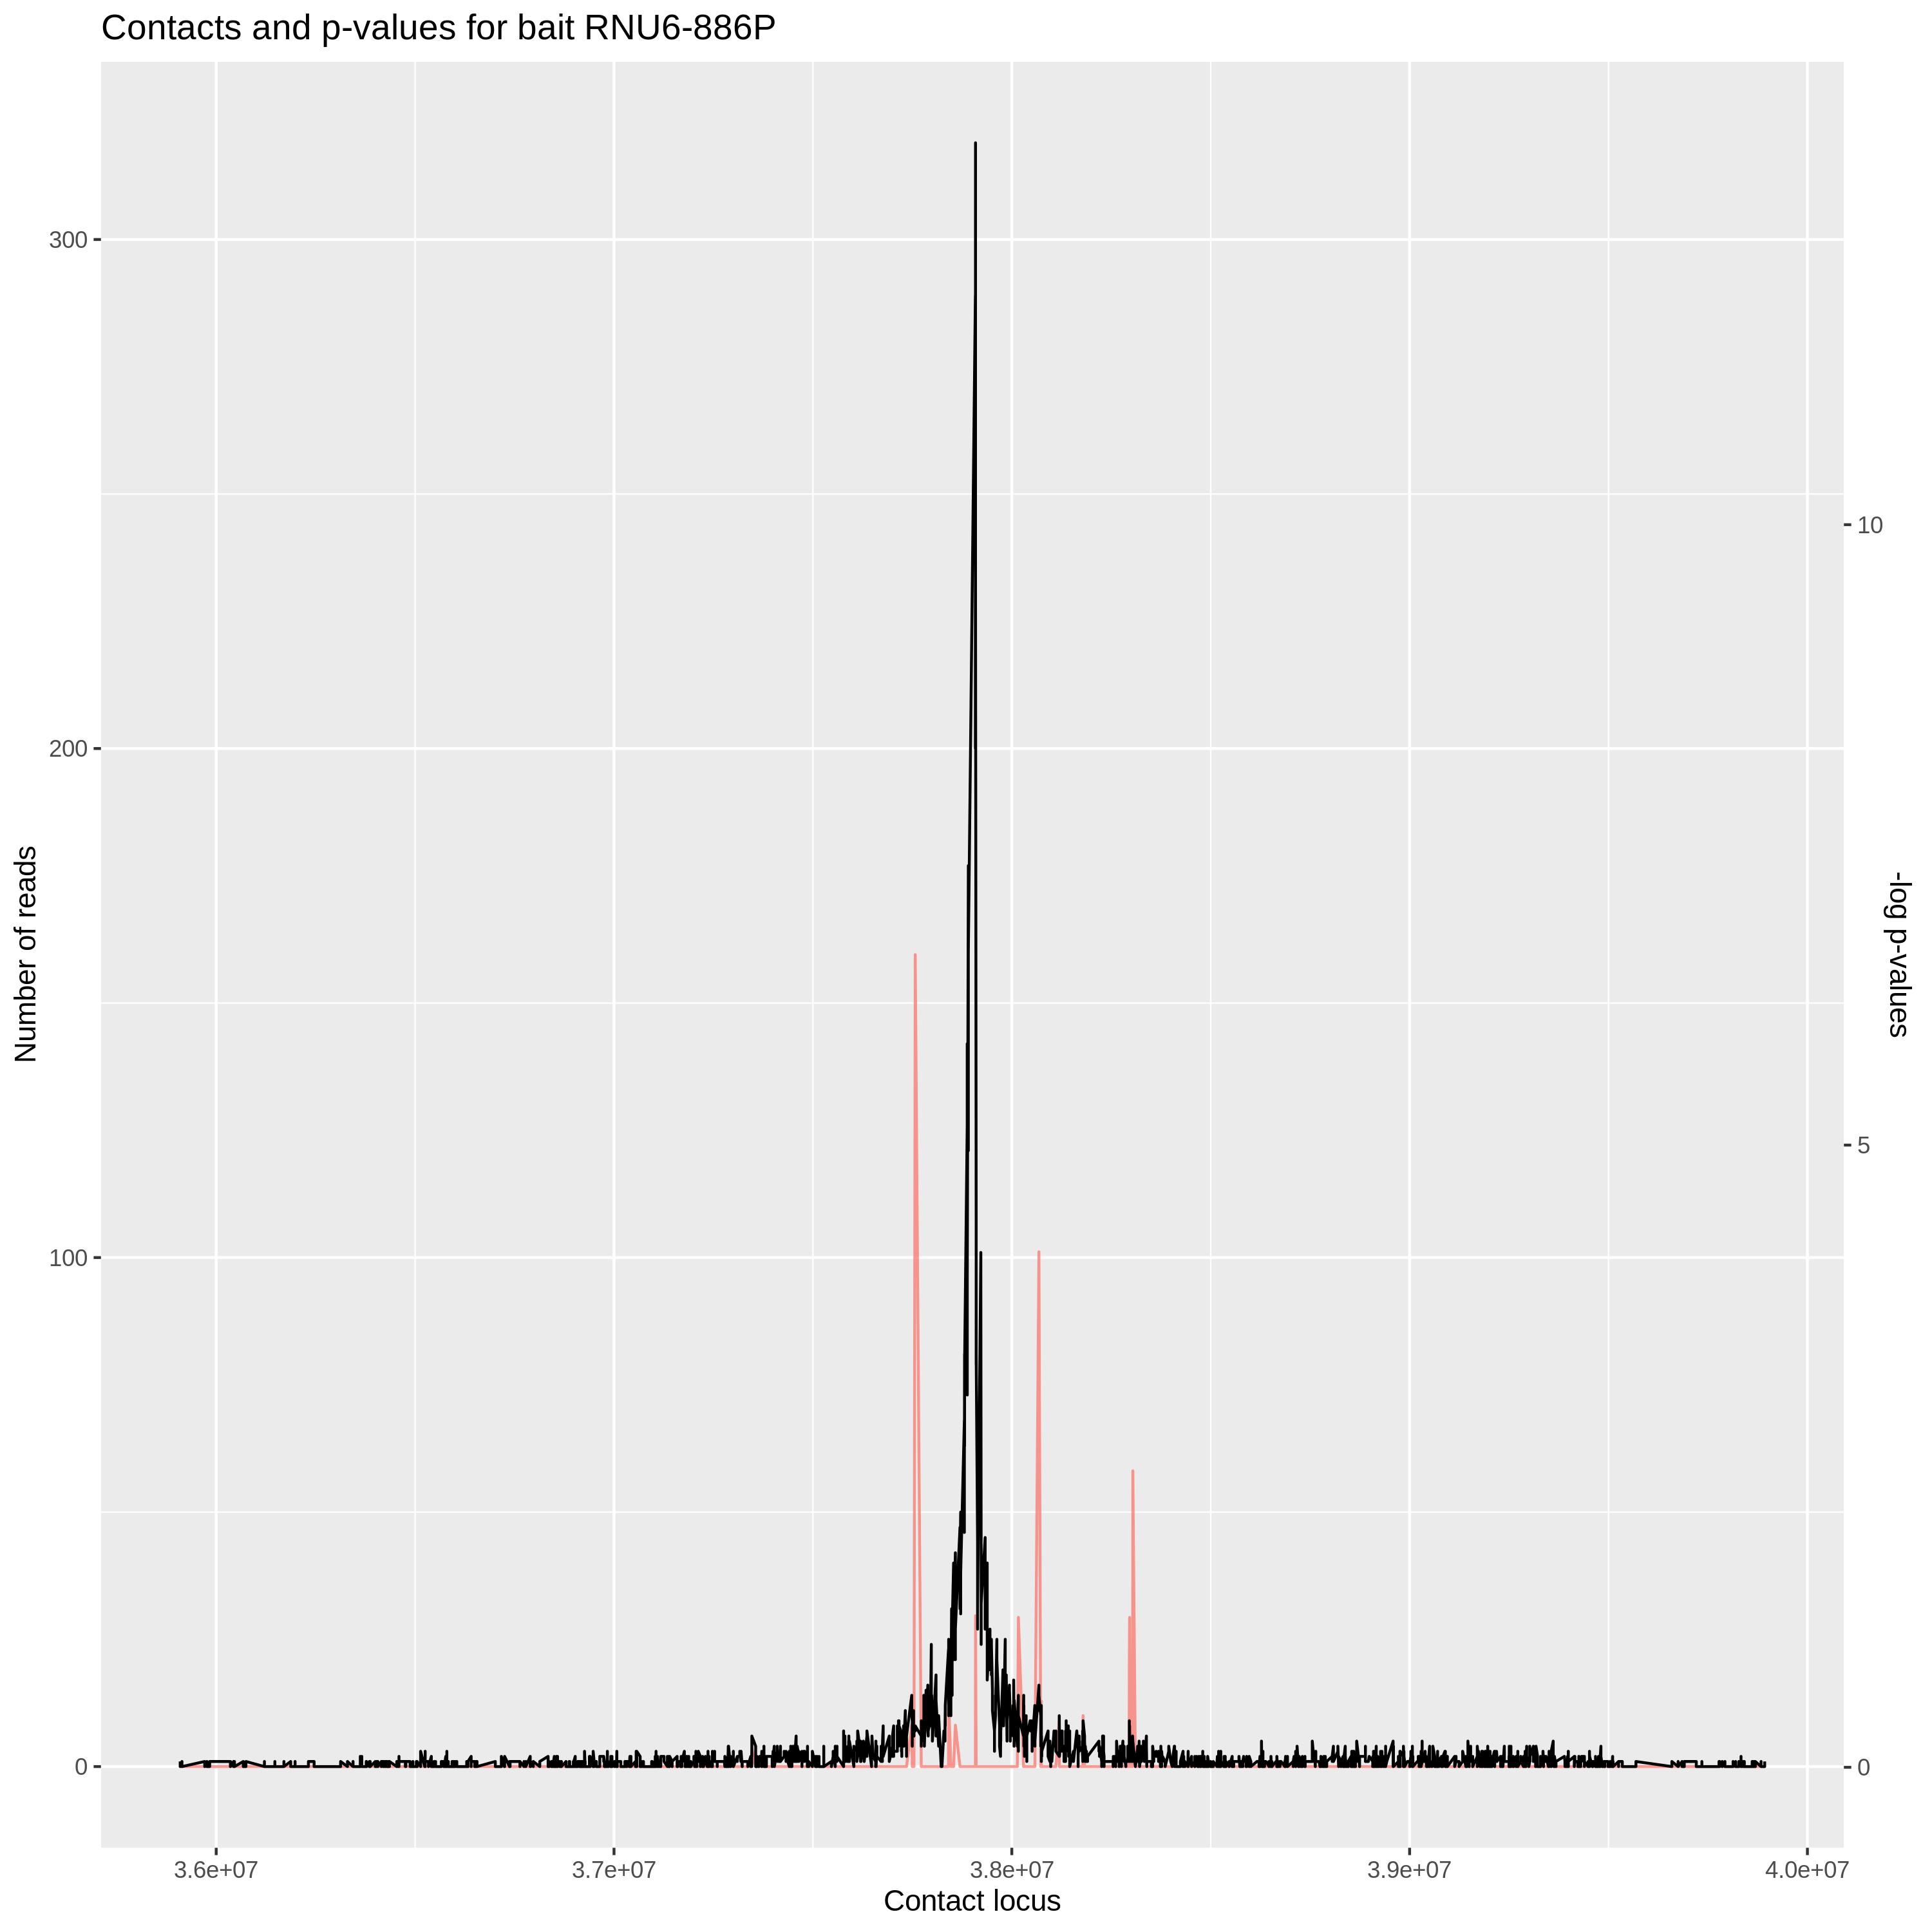 Contacts and p-values for bait RNU6-886P
300
200
100
0
Number of reads
10
5
0
-log p-values
3.6e+07
3.7e+07
3.8e+07
3.9e+07
4.0e+07
Contact locus